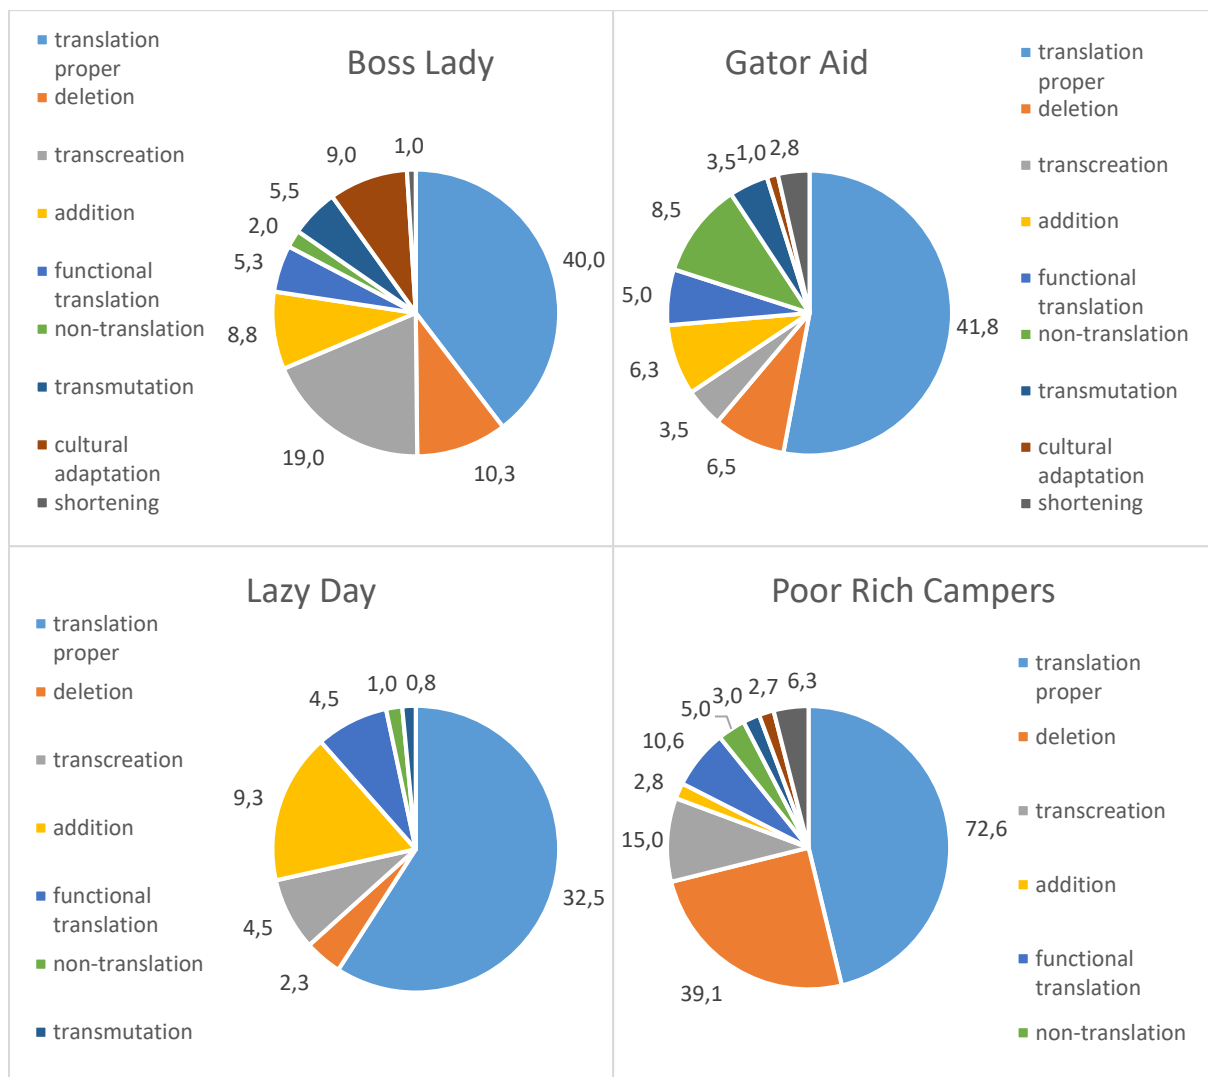 Boss Lady
translation
proper
deletion
transcreation
addition
functional
translation
non-translation
transmutation
cultural
adaptation
shortening
40,0
10,3
19,0
8,8
5,3
2,0
5,5
9,0
1,0
Gator Aid
translation
proper
deletion
transcreation
addition
functional
translation
non-translation
transmutation
cultural
adaptation
shortening
41,8
6,5
3,5
6,3
5,0
8,5
3,5
1,0
2,8
Lazy Day
translation
proper
deletion
transcreation
addition
functional
translation
non-translation
transmutation
32,5
2,3
4,5
9,3
4,5
1,0
0,8
Poor Rich Campers
translation
proper
deletion
transcreation
addition
functional
translation
non-translation
72,6
39,1
15,0
2,8
10,6
5,0
3,0
2,7
6,3